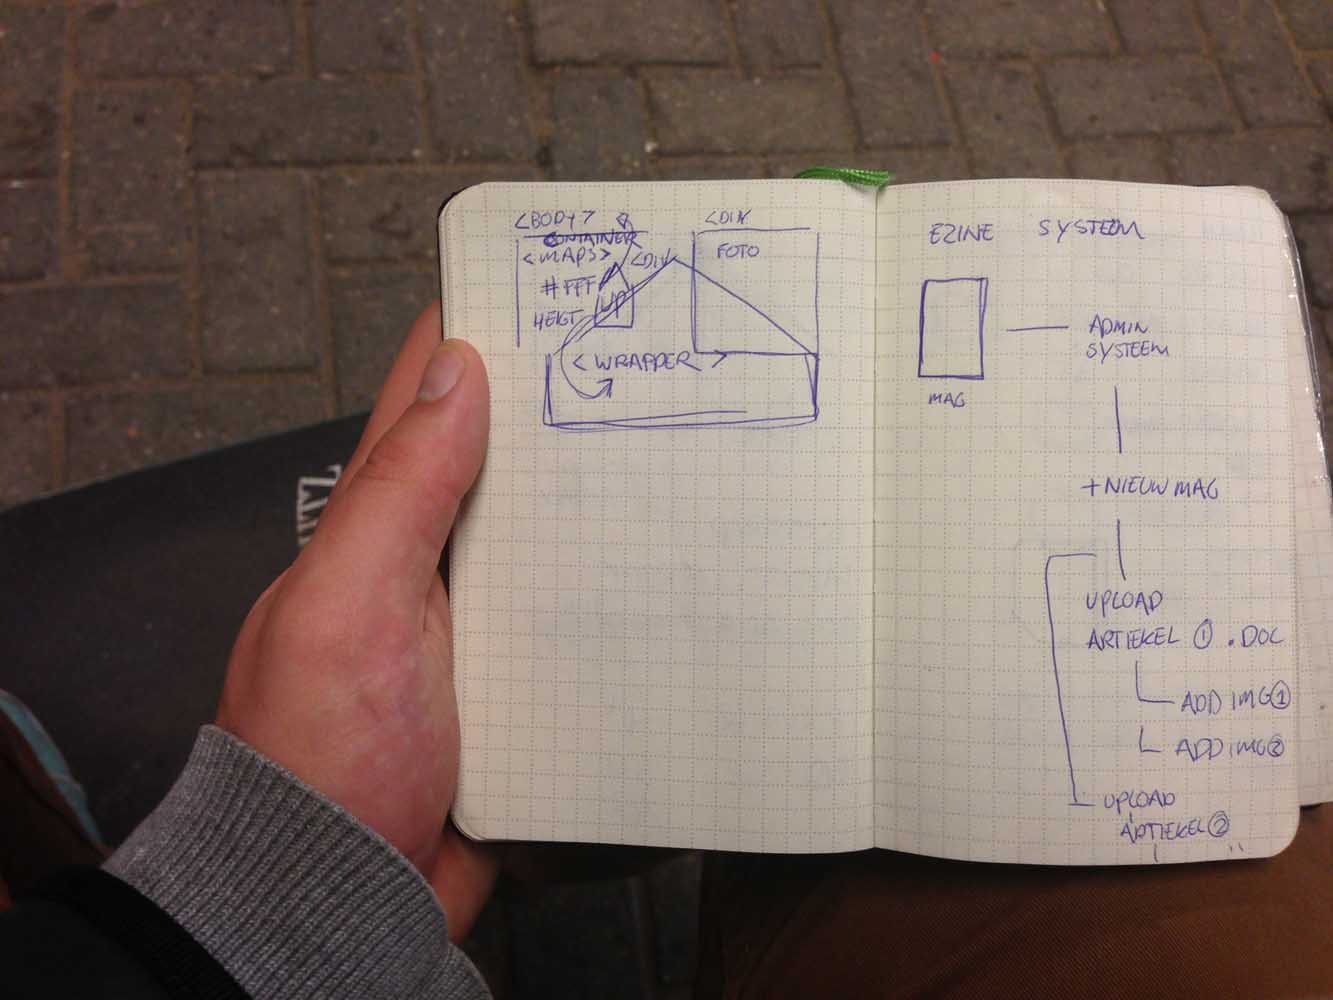 <BODY>
CONTAINER
<MAPS>
<DIV
#FFF
HEIGT
UP
<WRAPPER>
<DIV
FOTO
EZINE SYSTEEM
MAG
ADMIN
SYSTEEM
+NIEUW MAG
UPLOAD
ARTIEKEL ① .DOC
ADD IMG①
ADD IMG②
UPLOAD
ARTIEKEL②